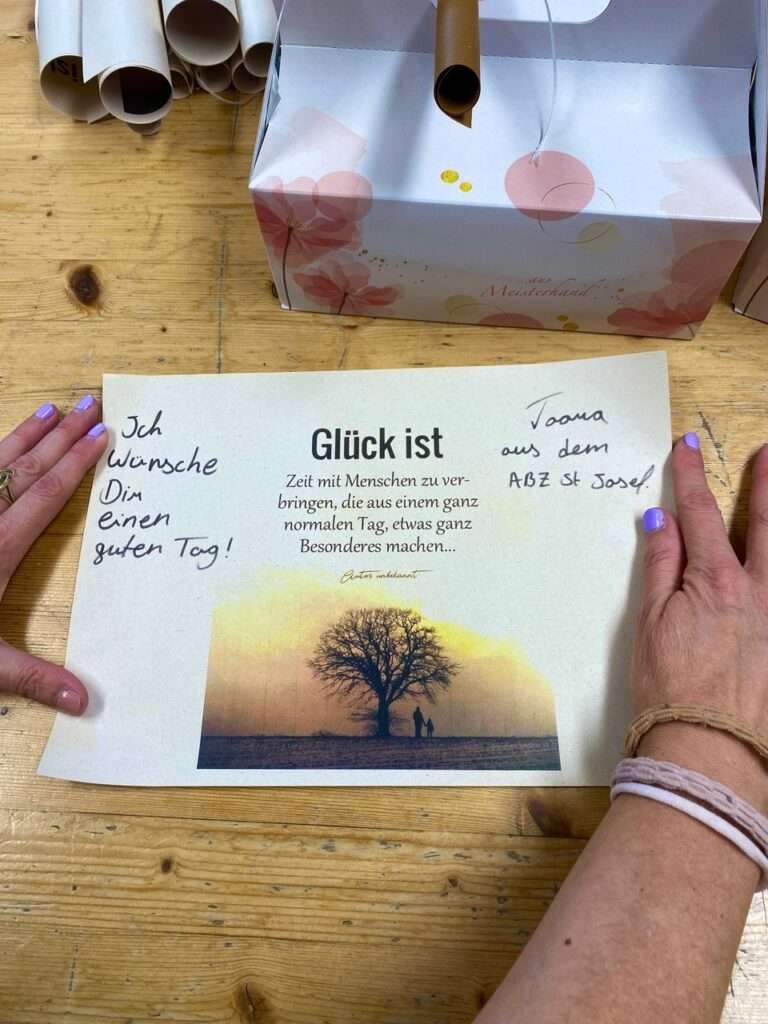 ...aus
Meisterhand
Ich
Wünsche
Dir
einen
guten Tag!
Glück ist
Zeit mit Menschen zu ver-
bringen, die aus einem ganz
normalen Tag, etwas ganz
Besonderes machen...
Autor unbekannt
Joana
aus dem
ABZ St Josef.